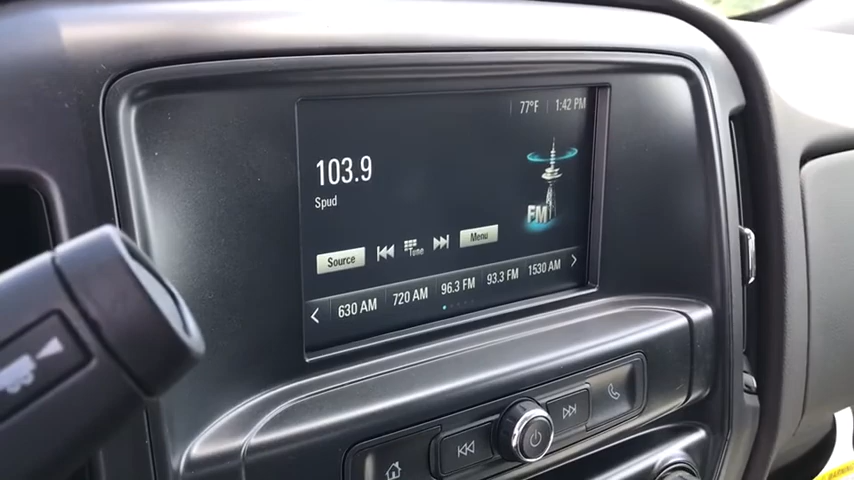 77°F 1:42 PM
103.9
Spud
FM
Source Tune Menu
630 AM 720 AM 96.3 FM 93.3 FM 1530 AM